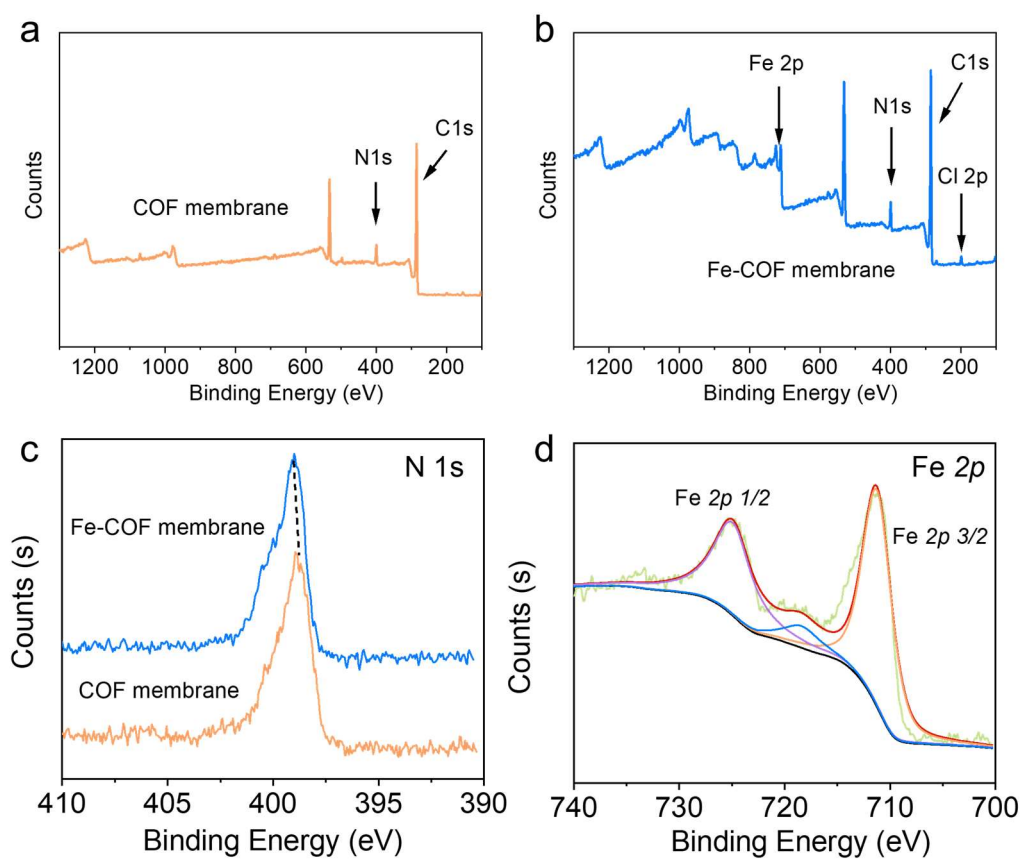 a
Counts
COF membrane
N1s
C1s
1200 1000 800 600 400 200
Binding Energy (eV)
b
Counts
Fe 2p
N1s
C1s
Cl 2p
Fe-COF membrane
1200 1000 800 600 400 200
Binding Energy (eV)
c
N 1s
Counts (s)
Fe-COF membrane
COF membrane
410 405 400 395 390
Binding Energy (eV)
d
Fe 2p
Counts (s)
Fe 2p 1/2
Fe 2p 3/2
740 730 720 710 700
Binding Energy (eV)